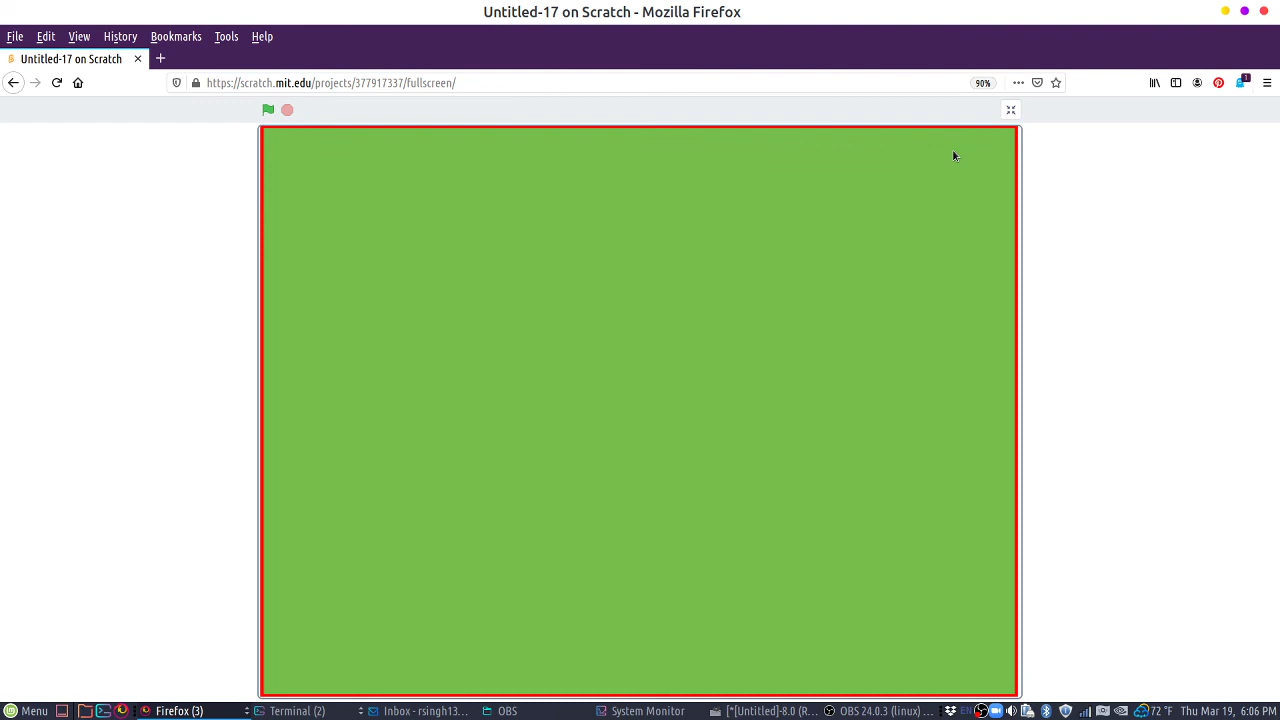 Untitled-17 on Scratch - Mozilla Firefox
File Edit View History Bookmarks Tools Help
Untitled-17 on Scratch
https://scratch.mit.edu/projects/377917337/fullscreen/ 90%
1
Menu Firefox (3) Terminal (2) Inbox - rsingh13... OBS System Monitor [*[Untitled]-8.0 (R... OBS 24.0.3 (linux) ... 72 °F Thu Mar 19, 6:06 PM